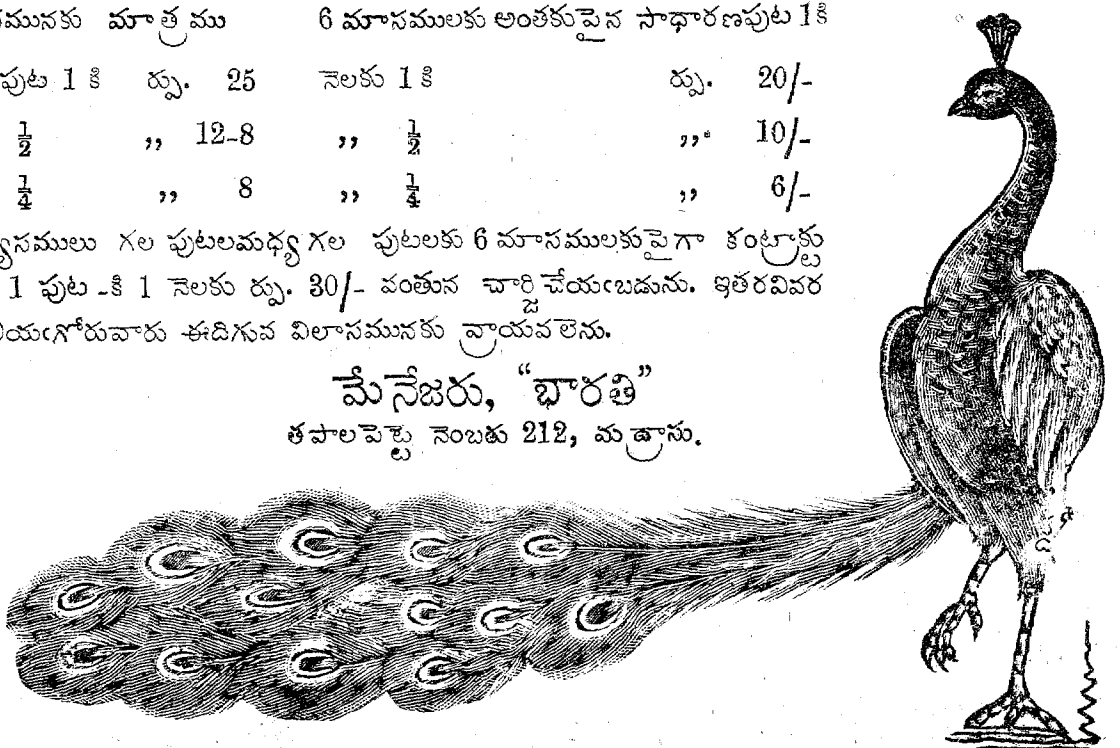 మునకు మాత్రము 6 మాసములకు అంతకుపైన సాధారణపుట 1కి
పుట 1 కి ర్పు. 25 నెలకు 1 కి ర్పు. 20/-
½ ,, 12-8 ,, ½ ,, 10/-
¼ ,, 8 ,, ¼ ,, 6/-
గల పుటలమధ్య గల పుటలకు 6 మాసములకుపైగా కంట్రాక్టు
1 పుట-కి 1 నెలకు ర్పు. 30/- వంతున చార్జి చేయఁబడును. ఇతరవివర
యఁగోరువారు ఈదిగువ విలాసమునకు వ్రాయవలెను.
మేనేజరు, “భారతి”
తపాలపెట్టె నెంబరు 212, మద్రాసు.